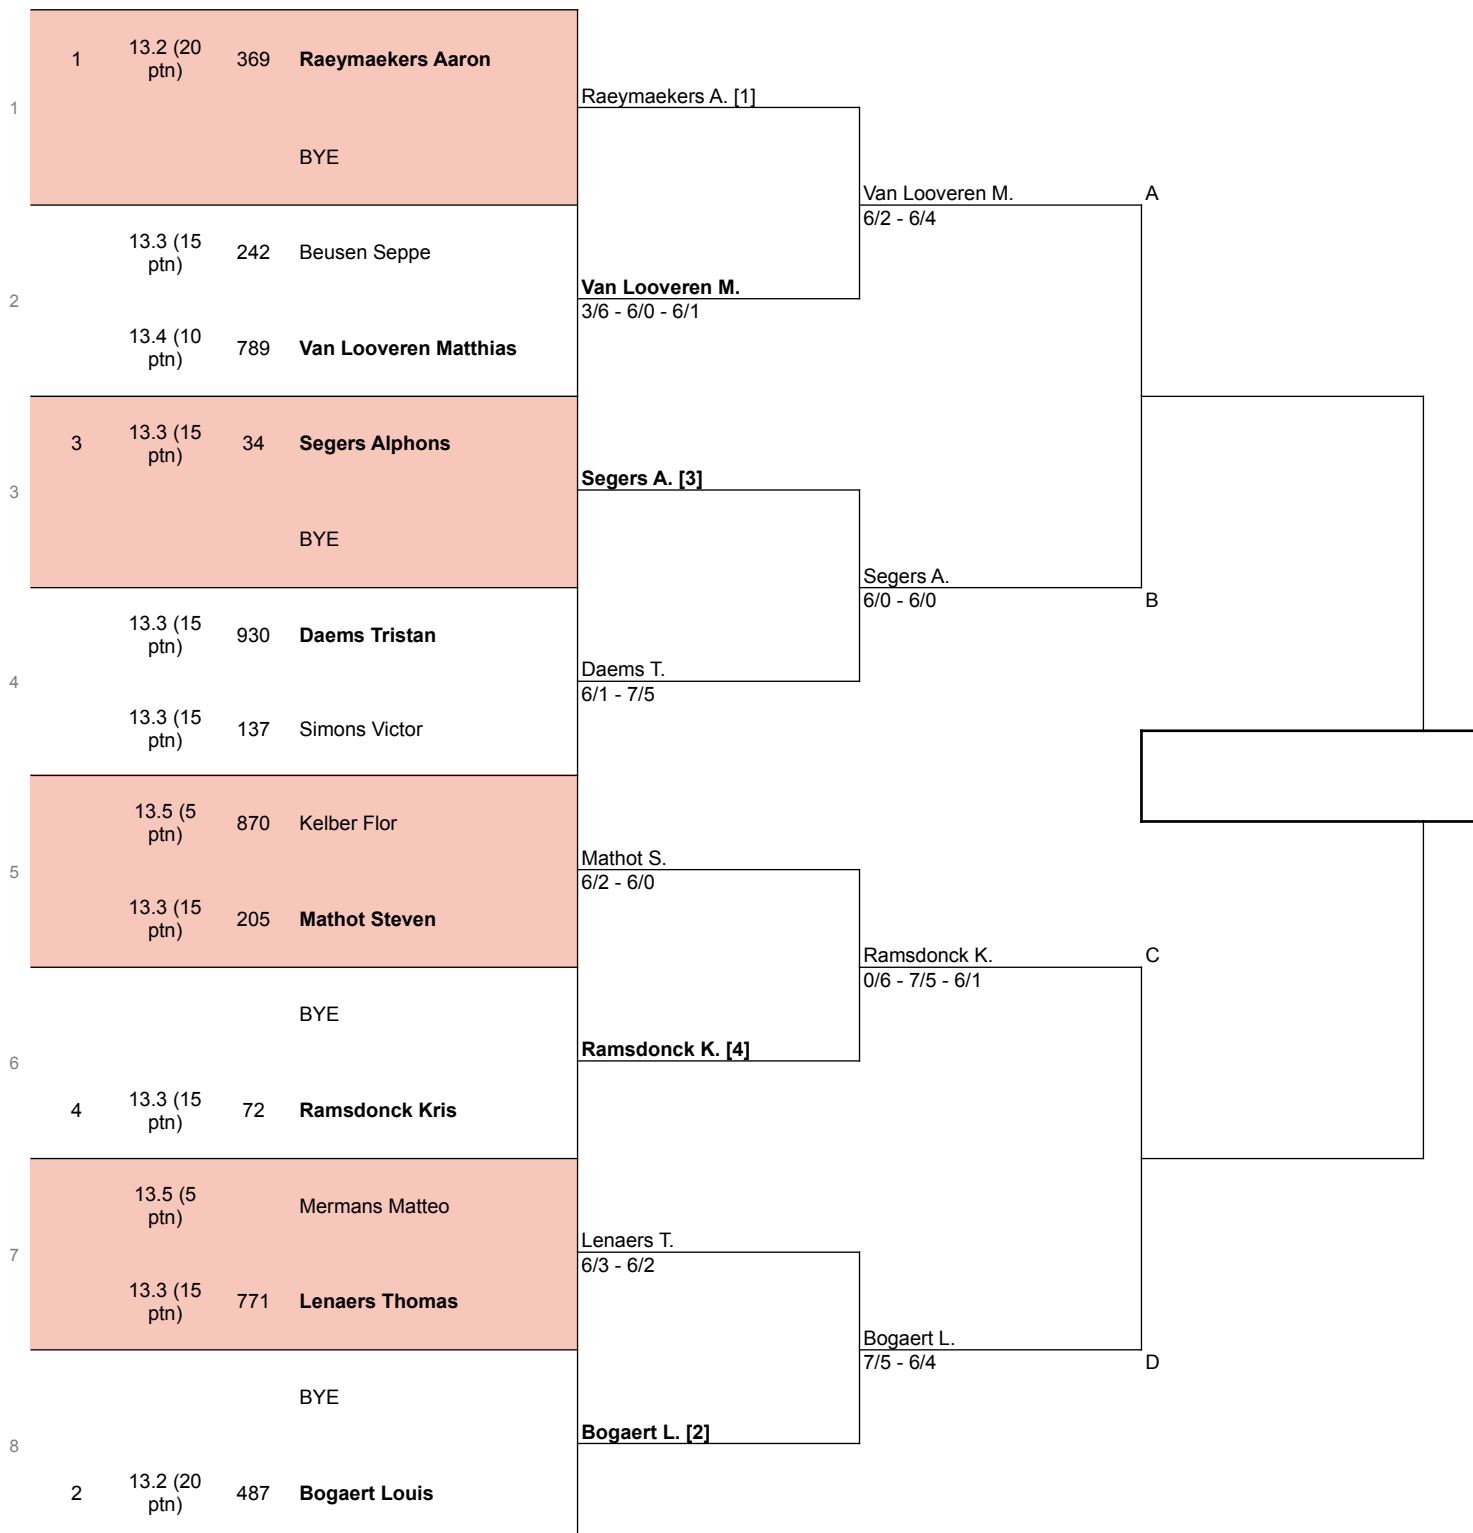 1 13.2 (20 ptn) 369 Raeymaekers Aaron
Raeymaekers A. [1]
1
BYE
Van Looveren M. A
6/2 - 6/4
13.3 (15 ptn) 242 Beusen Seppe
Van Looveren M.
2
3/6 - 6/0 - 6/1
13.4 (10 ptn) 789 Van Looveren Matthias
3 13.3 (15 ptn) 34 Segers Alphons
Segers A. [3]
3
BYE
Segers A.
6/0 - 6/0 B
13.3 (15 ptn) 930 Daems Tristan
Daems T.
4
6/1 - 7/5
13.3 (15 ptn) 137 Simons Victor
13.5 (5 ptn) 870 Kelber Flor
Mathot S.
5
6/2 - 6/0
13.3 (15 ptn) 205 Mathot Steven
Ramsdonck K. C
0/6 - 7/5 - 6/1
BYE
Ramsdonck K. [4]
6
4 13.3 (15 ptn) 72 Ramsdonck Kris
13.5 (5 ptn) Mermans Matteo
Lenaers T.
7
6/3 - 6/2
13.3 (15 ptn) 771 Lenaers Thomas
Bogaert L.
7/5 - 6/4 D
BYE
Bogaert L. [2]
8
2 13.2 (20 ptn) 487 Bogaert Louis